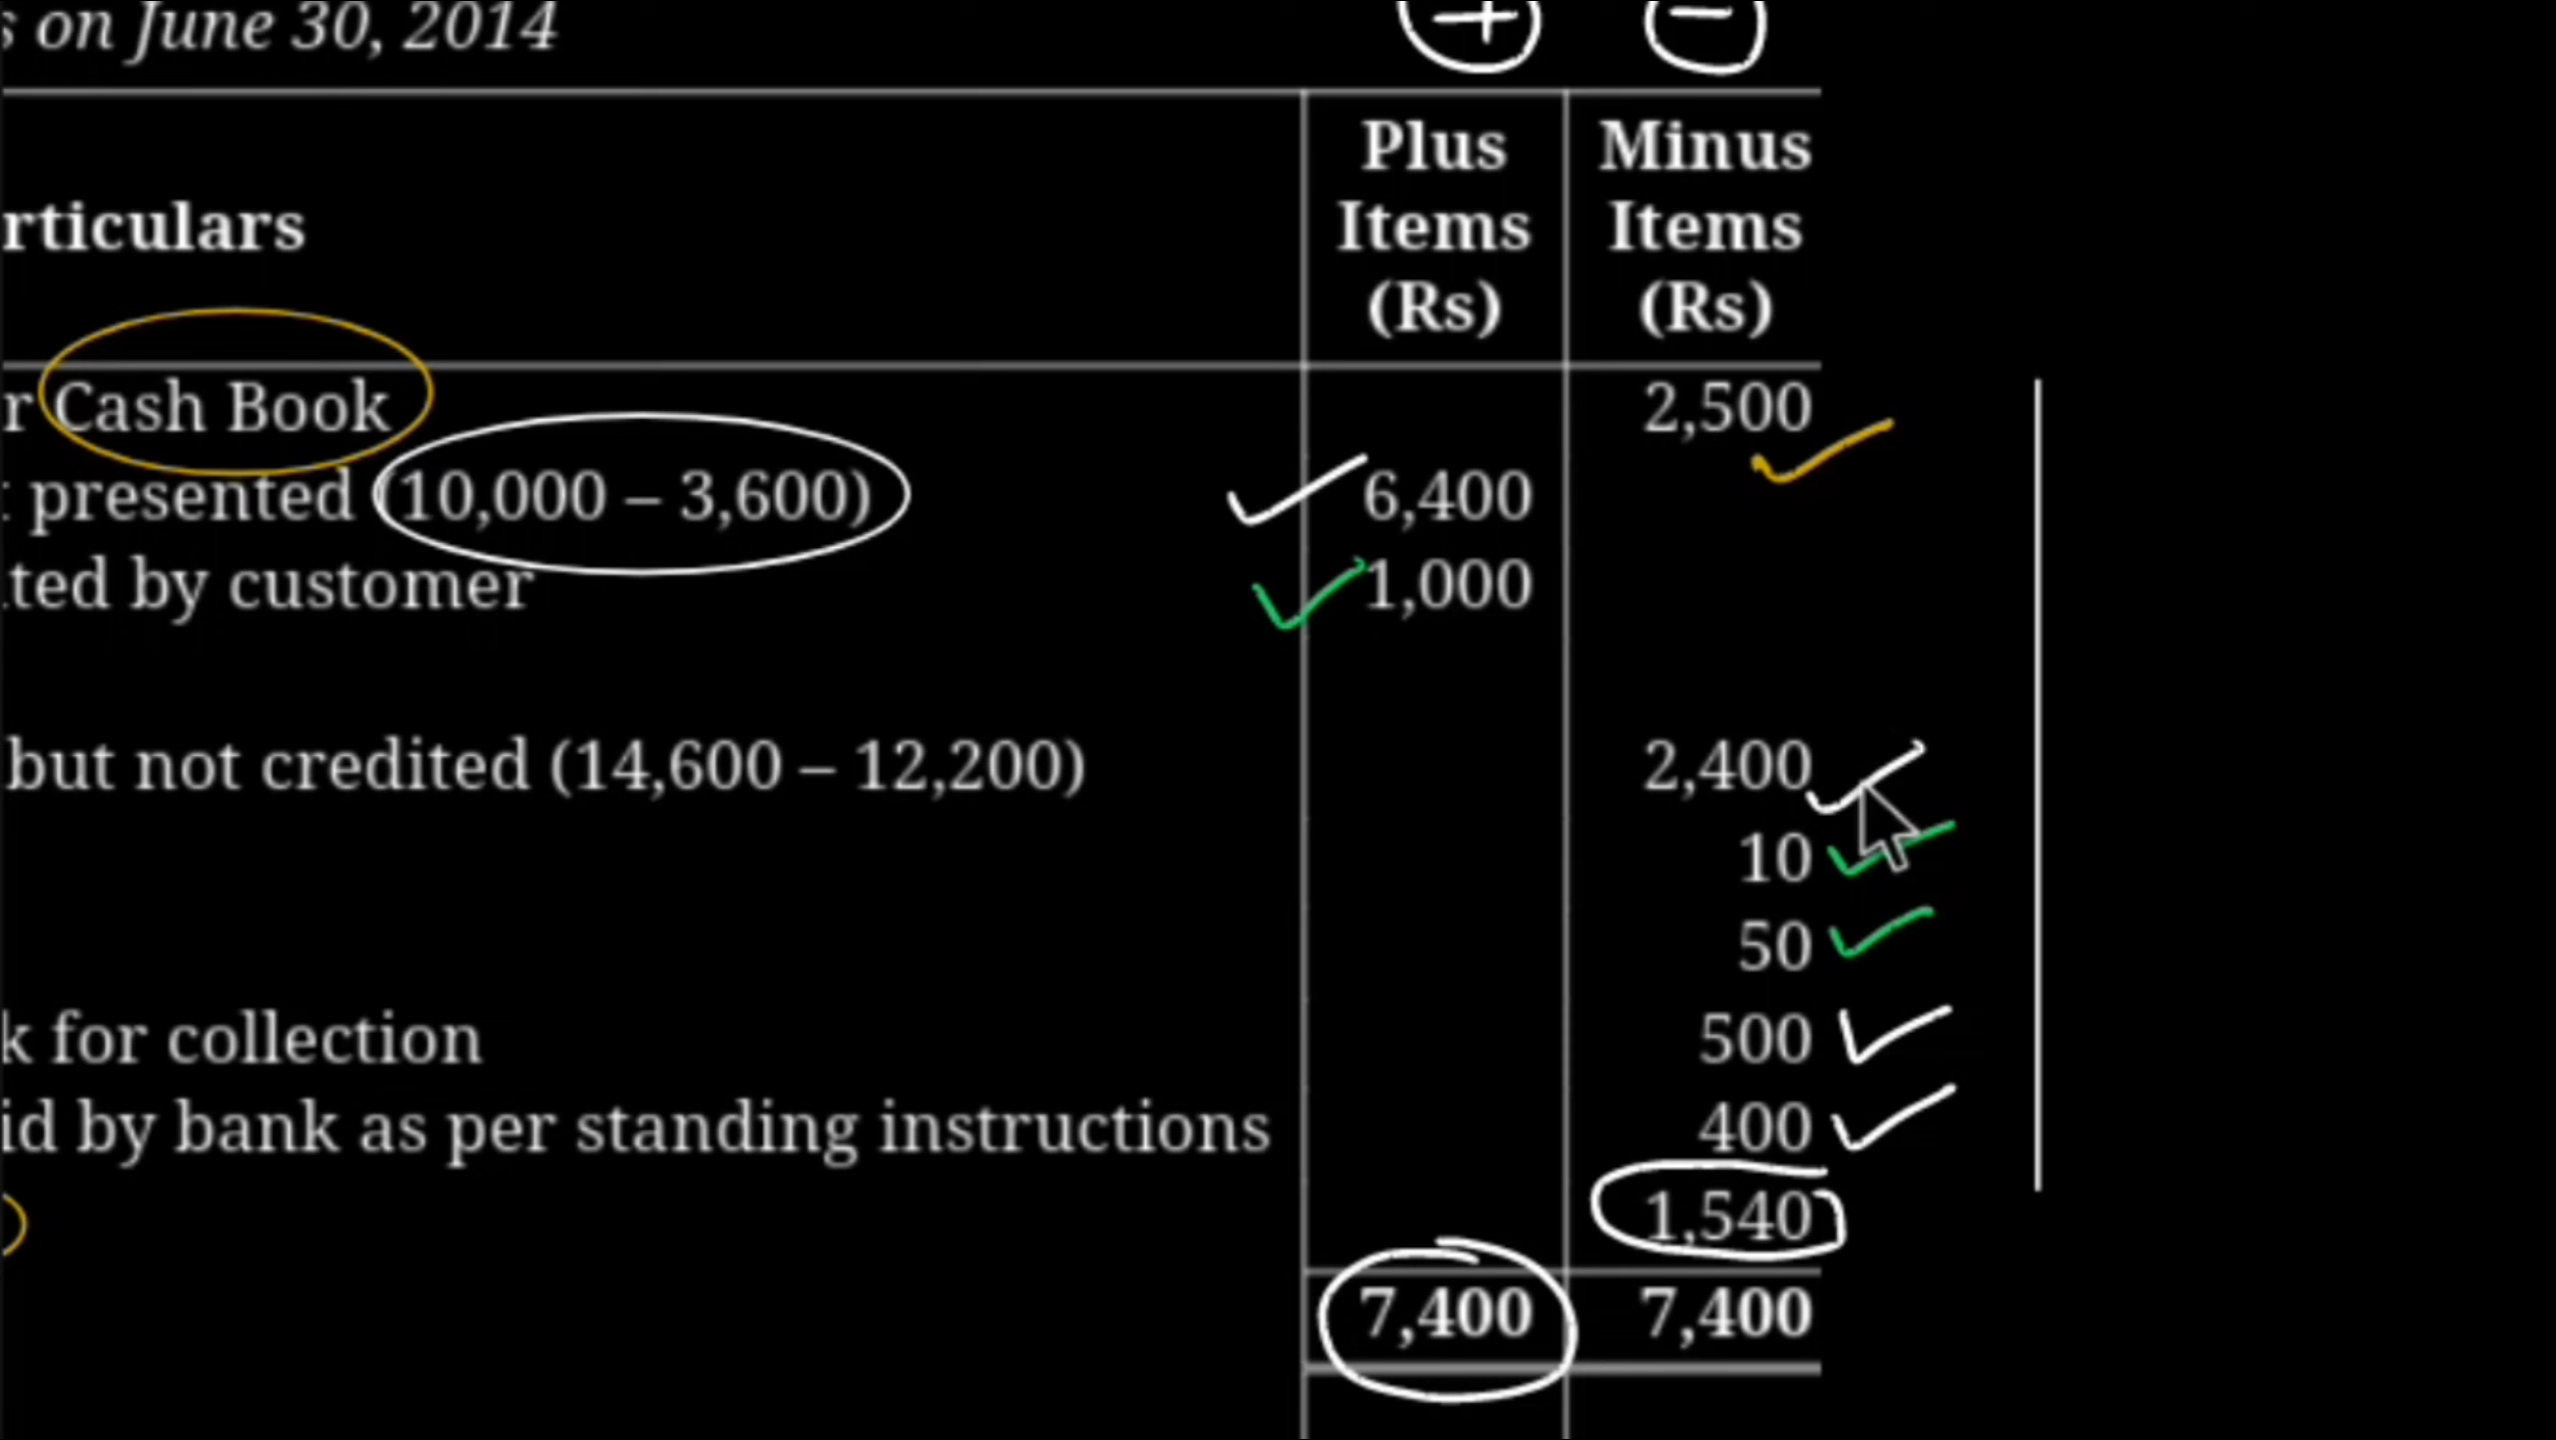 s on June 30, 2014
+ −
rticulars
Plus Items (Rs)
Minus Items (Rs)
r Cash Book 2,500
t presented (10,000 – 3,600) 6,400
ted by customer 1,000
but not credited (14,600 – 12,200) 2,400
10
50
k for collection 500
id by bank as per standing instructions 400
1,540
7,400 7,400